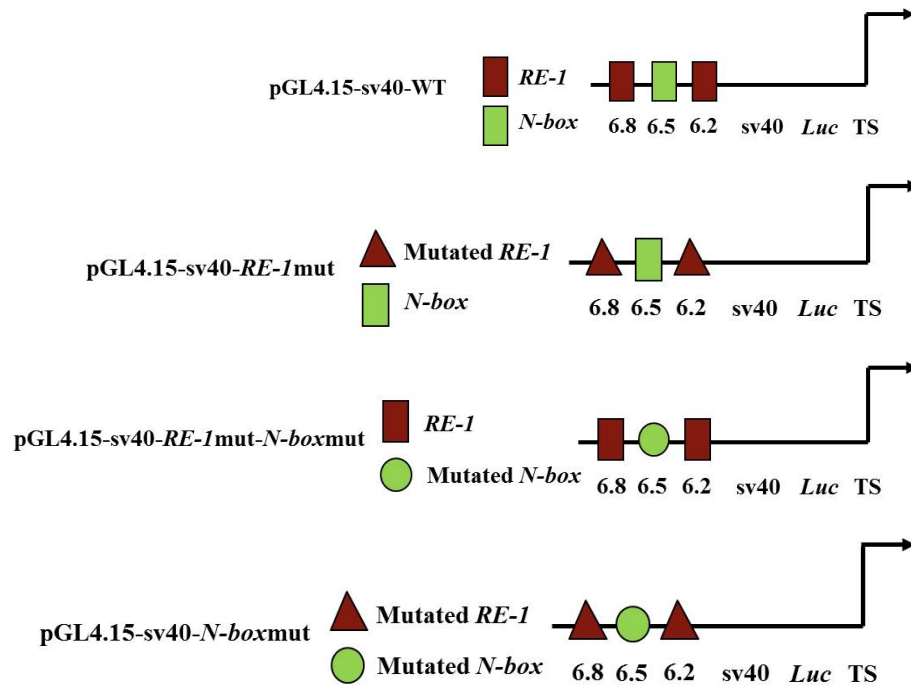 pGL4.15-sv40-WT
RE-1
N-box
6.8 6.5 6.2 sv40 Luc TS
pGL4.15-sv40-RE-1mut
Mutated RE-1
N-box
6.8 6.5 6.2 sv40 Luc TS
pGL4.15-sv40-RE-1mut-N-boxmut
RE-1
Mutated N-box
6.8 6.5 6.2 sv40 Luc TS
pGL4.15-sv40-N-boxmut
Mutated RE-1
Mutated N-box
6.8 6.5 6.2 sv40 Luc TS